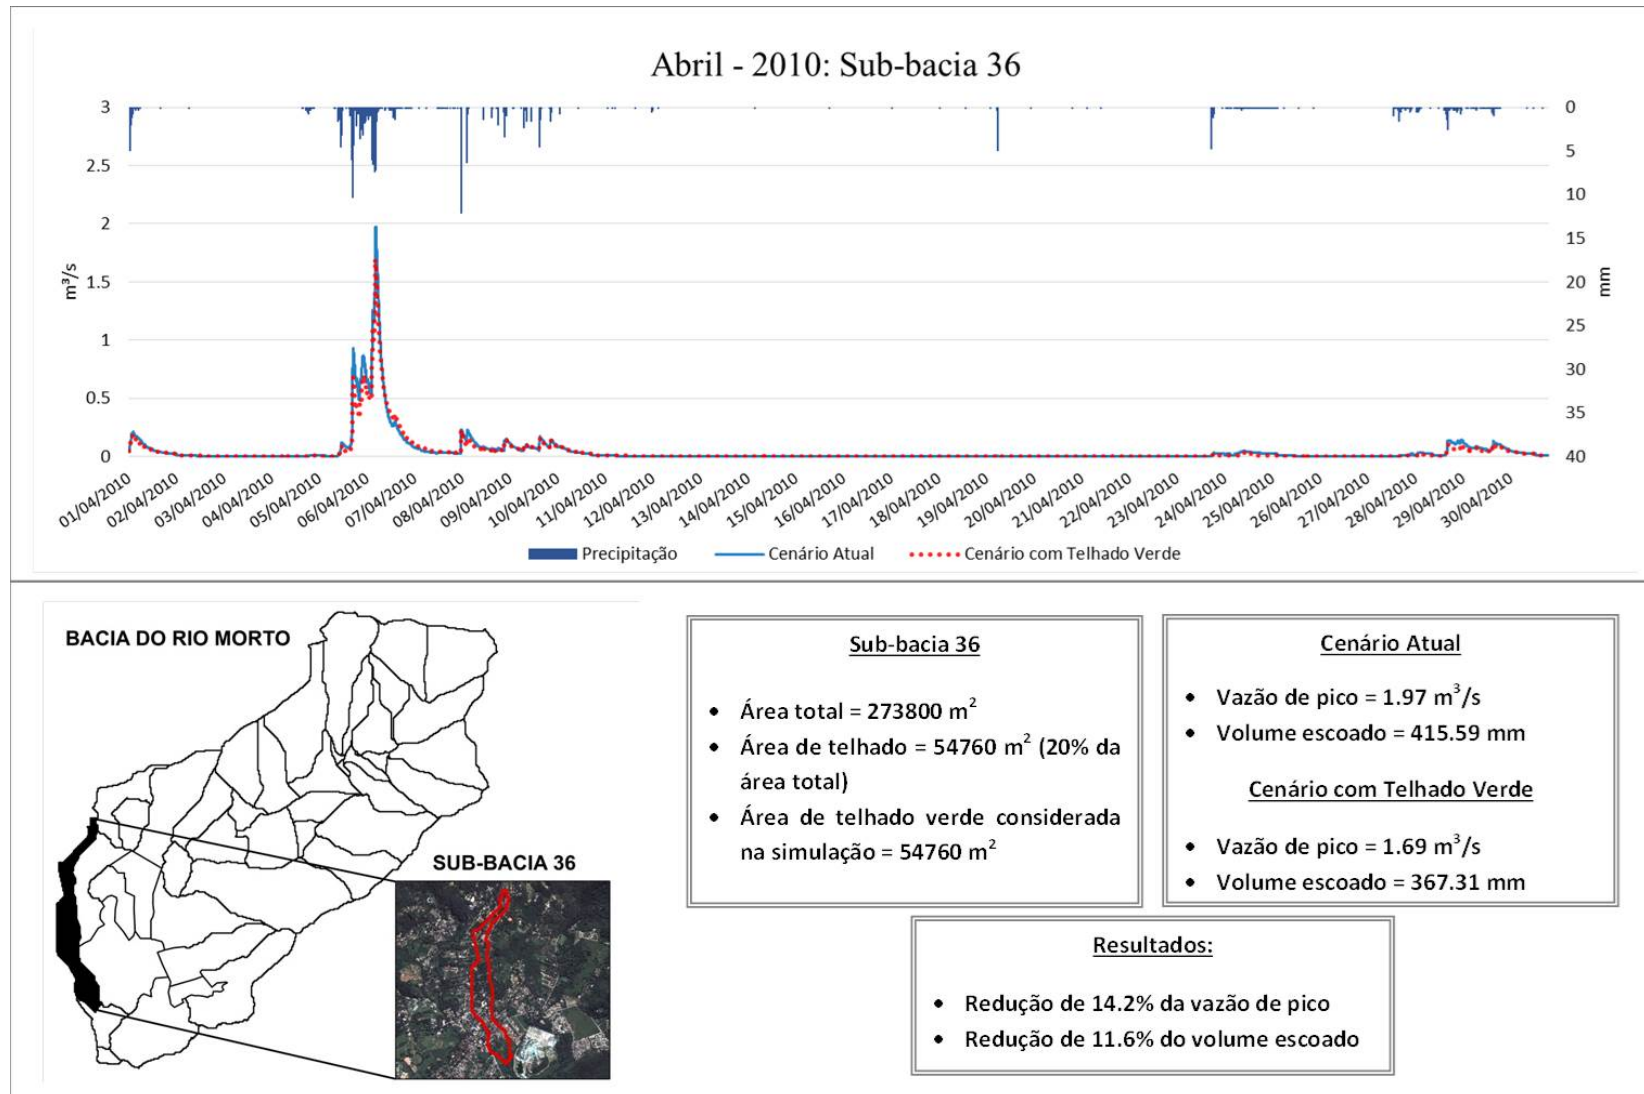 Abril - 2010: Sub-bacia 36
3
2.5
2
1.5
1
0.5
0
m³/s
0
5
10
15
20
25
30
35
40
mm
01/04/2010
02/04/2010
03/04/2010
04/04/2010
05/04/2010
06/04/2010
07/04/2010
08/04/2010
09/04/2010
10/04/2010
11/04/2010
12/04/2010
13/04/2010
14/04/2010
15/04/2010
16/04/2010
17/04/2010
18/04/2010
19/04/2010
20/04/2010
21/04/2010
22/04/2010
23/04/2010
24/04/2010
25/04/2010
26/04/2010
27/04/2010
28/04/2010
29/04/2010
30/04/2010
Precipitação Cenário Atual Cenário com Telhado Verde
BACIA DO RIO MORTO
SUB-BACIA 36
Sub-bacia 36
• Área total = 273800 m²
• Área de telhado = 54760 m² (20% da
área total)
• Área de telhado verde considerada
na simulação = 54760 m²
Cenário Atual
• Vazão de pico = 1.97 m³/s
• Volume escoado = 415.59 mm
Cenário com Telhado Verde
• Vazão de pico = 1.69 m³/s
• Volume escoado = 367.31 mm
Resultados:
• Redução de 14.2% da vazão de pico
• Redução de 11.6% do volume escoado